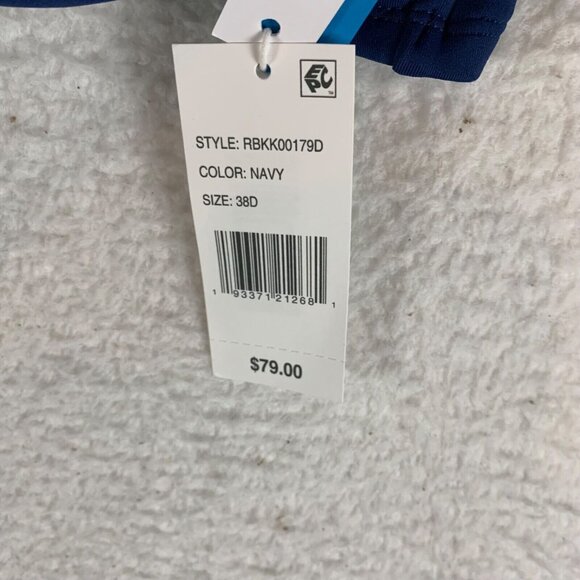 EPC
STYLE: RBKK00179D
COLOR: NAVY
SIZE: 38D
1 93371 21268 1
$79.00